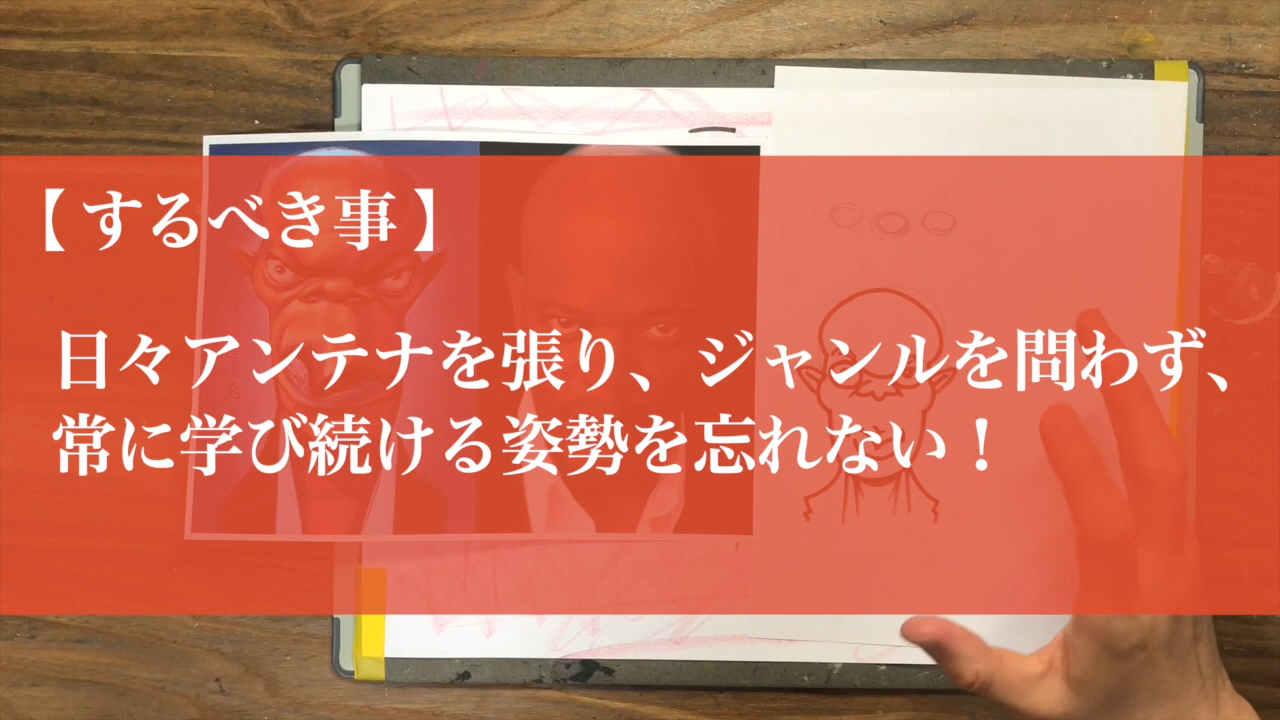 【するべき事】
日々アンテナを張り、ジャンルを問わず、
常に学び続ける姿勢を忘れない！